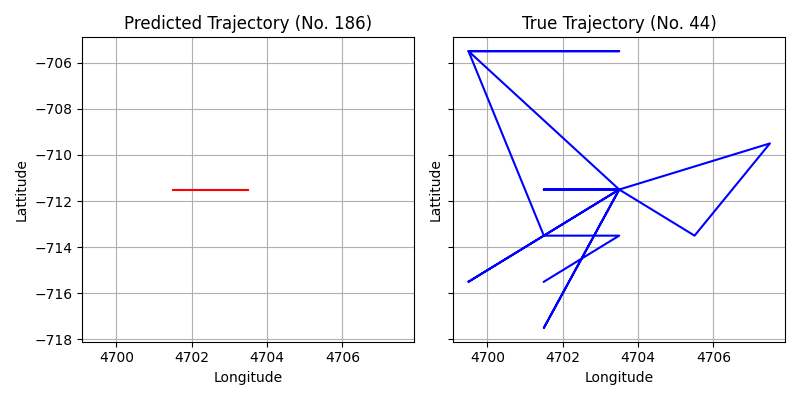 Predicted Trajectory (No. 186)
True Trajectory (No. 44)
Lattitude
−706
−708
−710
−712
−714
−716
−718
4700
4702
4704
4706
Longitude
Lattitude
4700
4702
4704
4706
Longitude